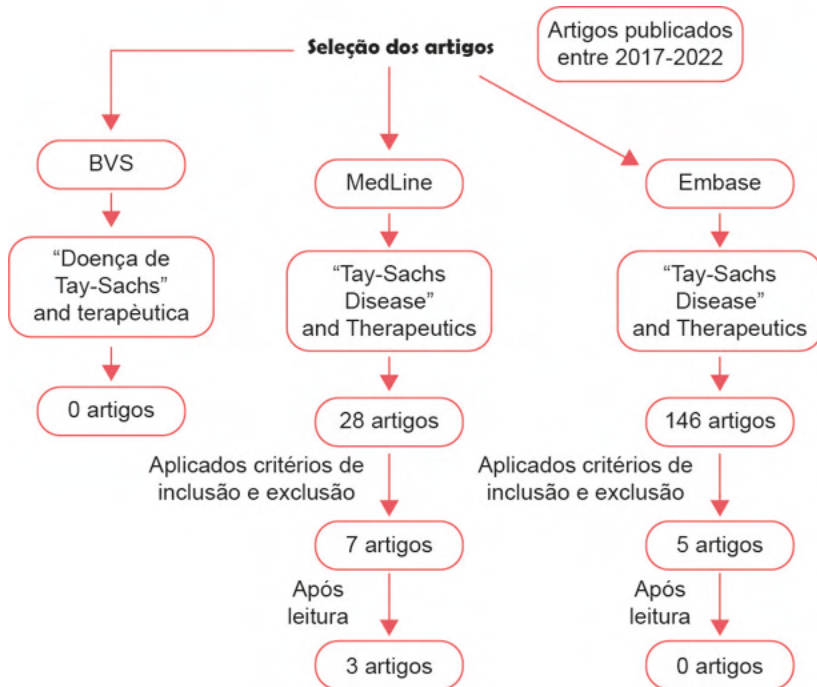 Seleção dos artigos
Artigos publicados
entre 2017-2022
BVS
MedLine
Embase
“Doença de
Tay-Sachs”
and terapèutica
“Tay-Sachs
Disease”
and Therapeutics
“Tay-Sachs
Disease”
and Therapeutics
0 artigos
28 artigos
146 artigos
Aplicados critérios de
inclusão e exclusão
Aplicados critérios de
inclusão e exclusão
7 artigos
5 artigos
Após
leitura
Após
leitura
3 artigos
0 artigos